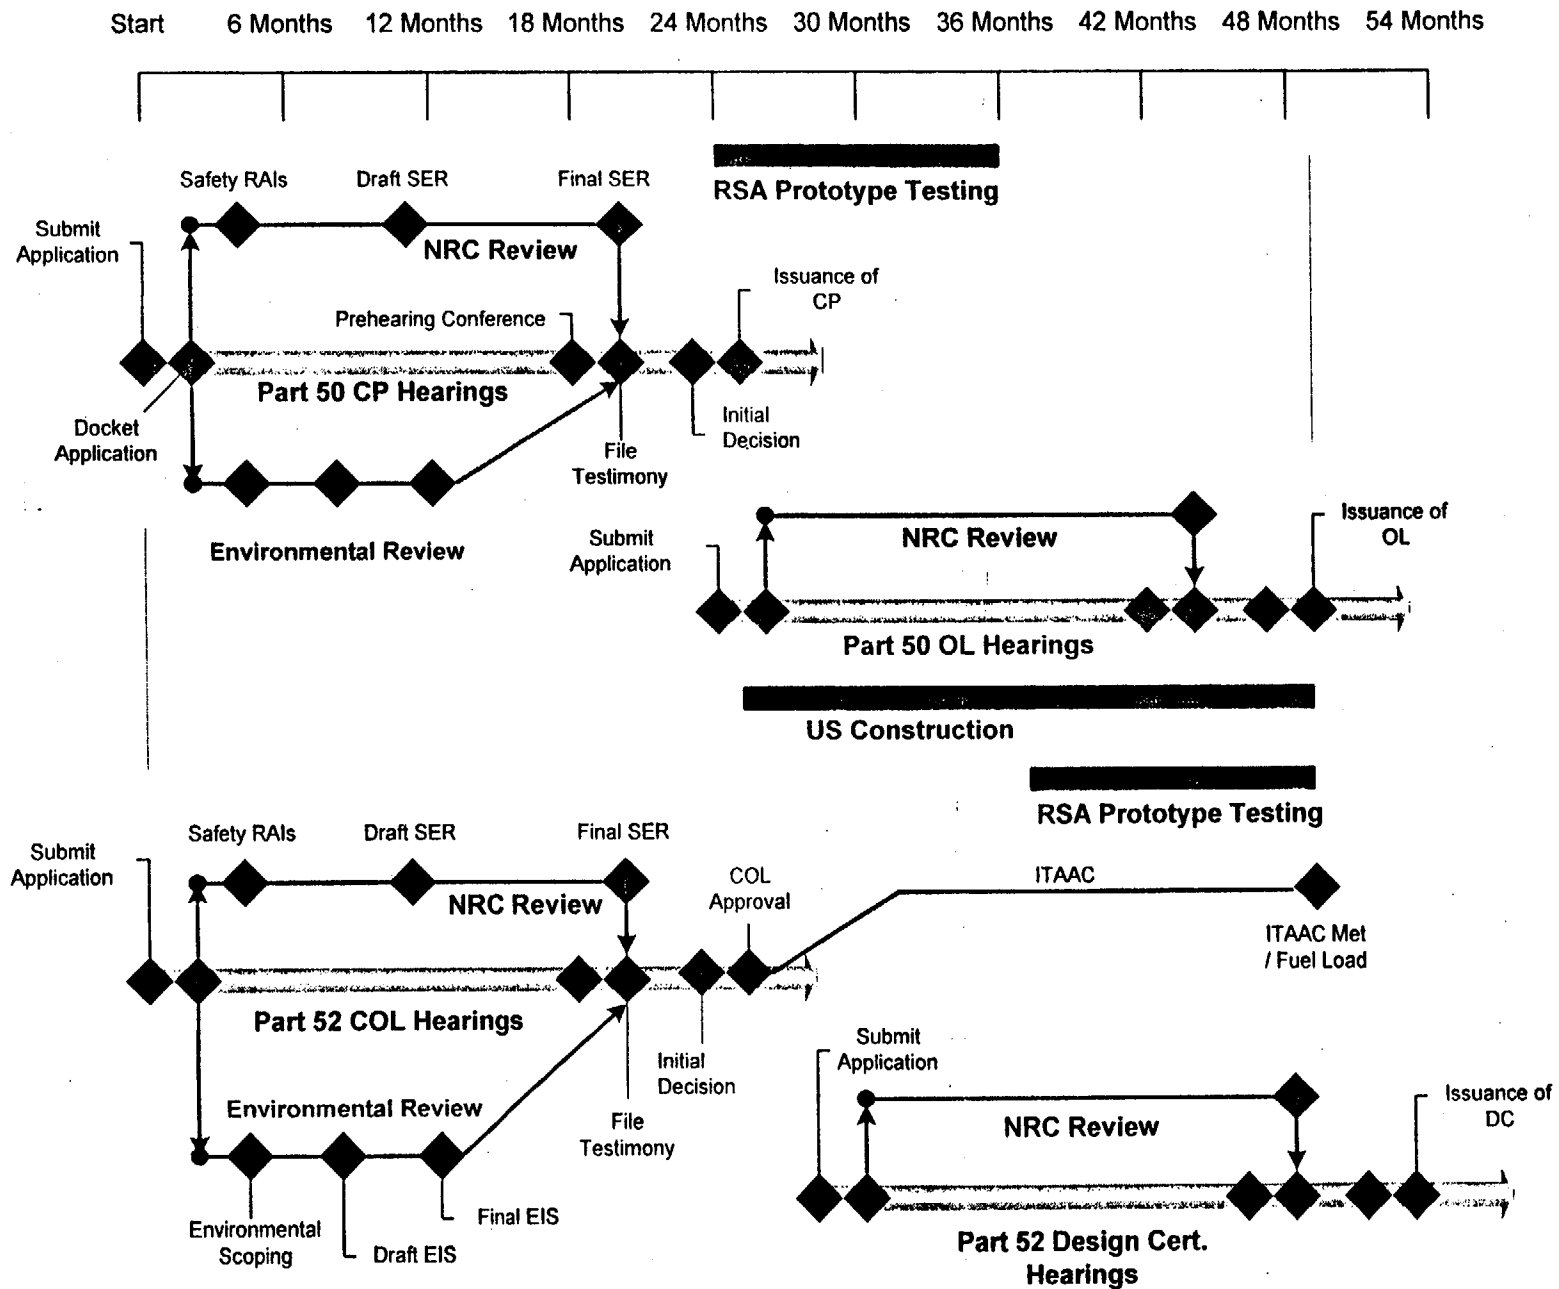 Start 6 Months 12 Months 18 Months 24 Months 30 Months 36 Months 42 Months 48 Months 54 Months
RSA Prototype Testing
Safety RAIs
Draft SER
Final SER
Submit
Application
NRC Review
Issuance of
CP
Prehearing Conference
Part 50 CP Hearings
Docket
Application
Initial
Decision
File
Testimony
Environmental Review
Submit
Application
NRC Review
Issuance of
OL
Part 50 OL Hearings
US Construction
RSA Prototype Testing
Safety RAIs
Draft SER
Final SER
Submit
Application
NRC Review
COL
Approval
ITAAC
ITAAC Met
/ Fuel Load
Part 52 COL Hearings
Initial
Decision
File
Testimony
Environmental Review
Environmental
Scoping
Draft EIS
Final EIS
Submit
Application
NRC Review
Issuance of
DC
Part 52 Design Cert.
Hearings